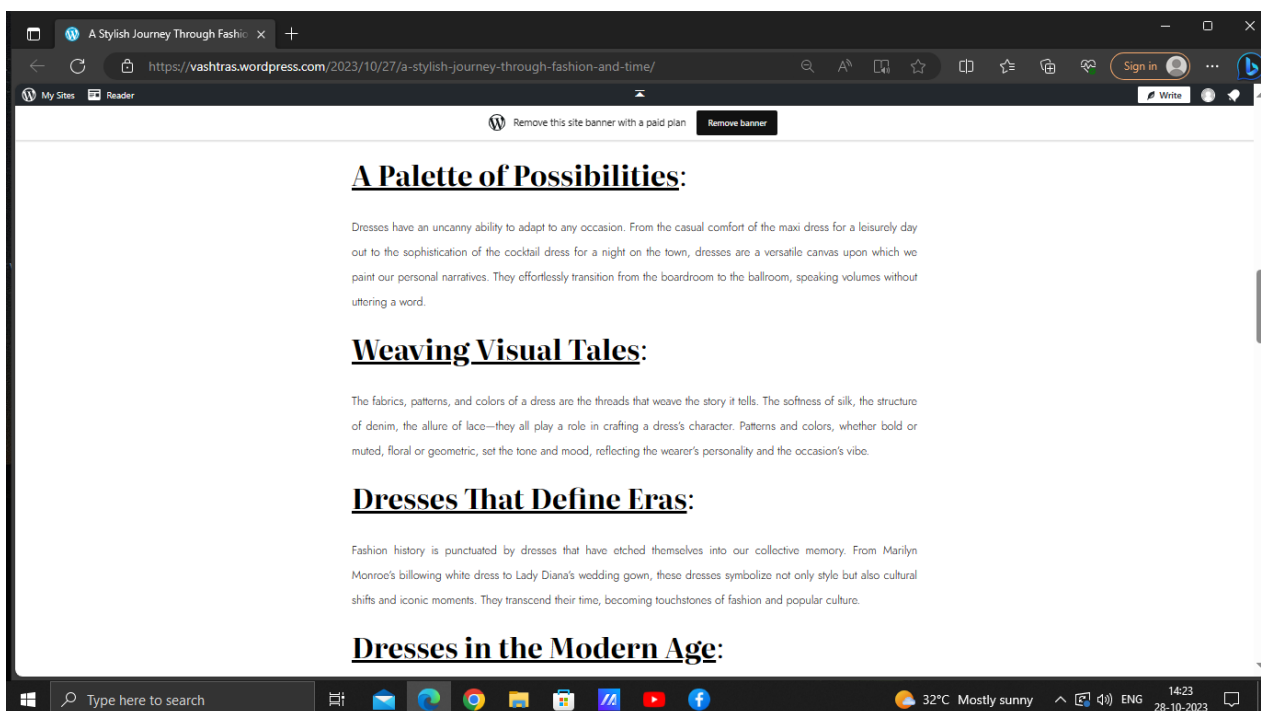 A Stylish Journey Through Fashio
https://vashtras.wordpress.com/2023/10/27/a-stylish-journey-through-fashion-and-time/
Sign in
My Sites Reader
Write
Remove this site banner with a paid plan Remove banner
A Palette of Possibilities:
Dresses have an uncanny ability to adapt to any occasion. From the casual comfort of the maxi dress for a leisurely day
out to the sophistication of the cocktail dress for a night on the town, dresses are a versatile canvas upon which we
paint our personal narratives. They effortlessly transition from the boardroom to the ballroom, speaking volumes without
uttering a word.
Weaving Visual Tales:
The fabrics, patterns, and colors of a dress are the threads that weave the story it tells. The softness of silk, the structure
of denim, the allure of lace—they all play a role in crafting a dress's character. Patterns and colors, whether bold or
muted, floral or geometric, set the tone and mood, reflecting the wearer's personality and the occasion's vibe.
Dresses That Define Eras:
Fashion history is punctuated by dresses that have etched themselves into our collective memory. From Marilyn
Monroe's billowing white dress to Lady Diana's wedding gown, these dresses symbolize not only style but also cultural
shifts and iconic moments. They transcend their time, becoming touchstones of fashion and popular culture.
Dresses in the Modern Age:
Type here to search
32°C Mostly sunny
ENG
14:23
28-10-2023